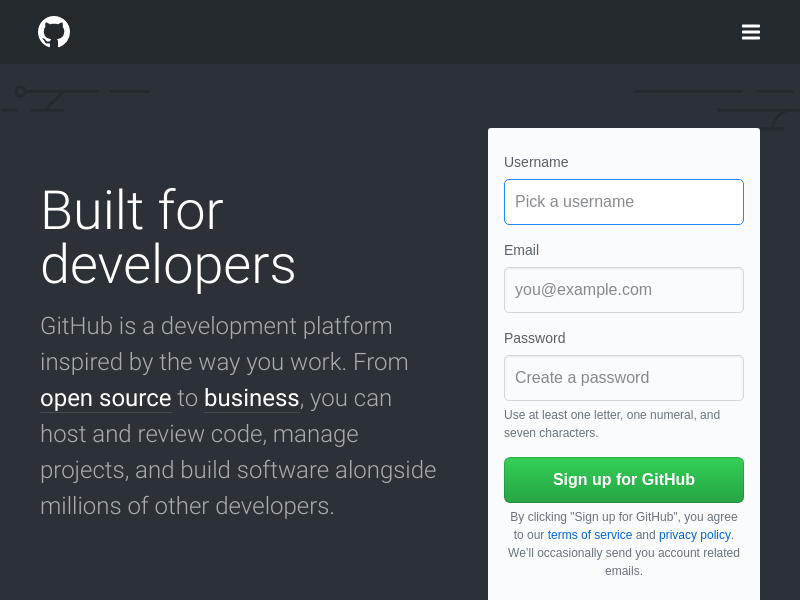 Built for
developers
GitHub is a development platform
inspired by the way you work. From
open source to business, you can
host and review code, manage
projects, and build software alongside
millions of other developers.
Username
Pick a username
Email
you@example.com
Password
Create a password
Use at least one letter, one numeral, and
seven characters.
Sign up for GitHub
By clicking "Sign up for GitHub", you agree
to our terms of service and privacy policy.
We’ll occasionally send you account related
emails.